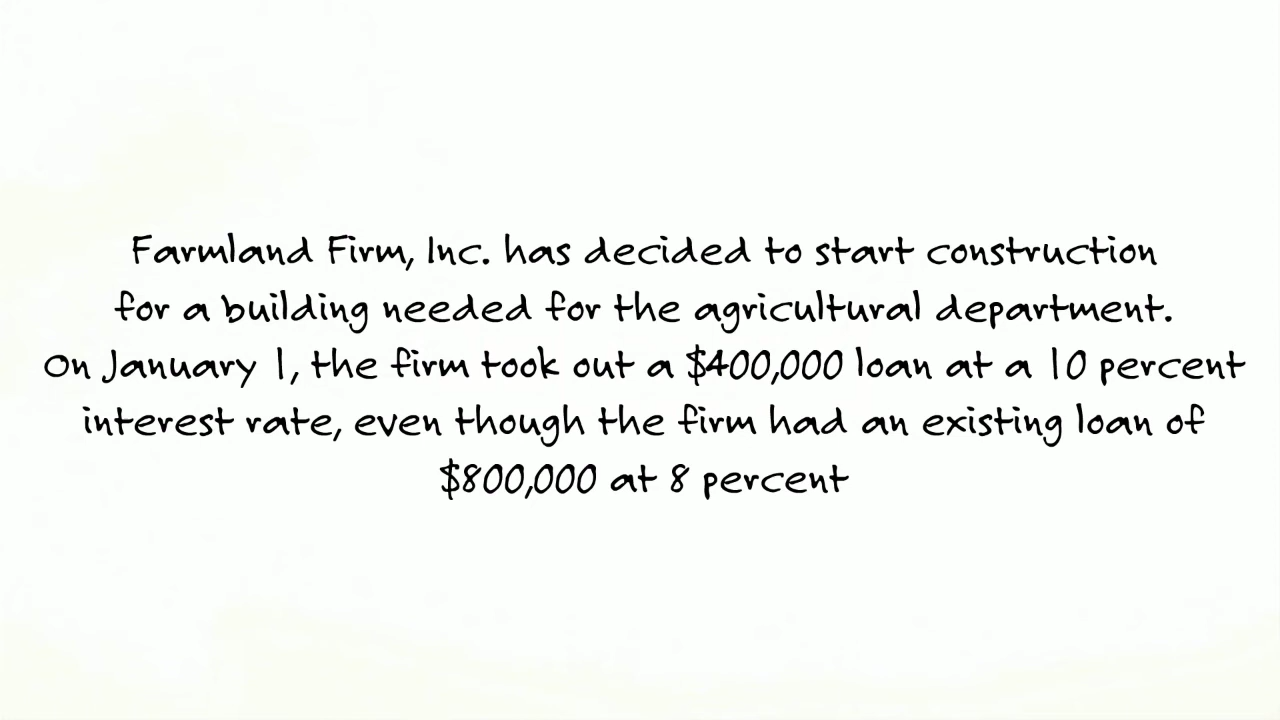 Farmland Firm, Inc. has decided to start construction
for a building needed for the agricultural department.
On January 1, the firm took out a $400,000 loan at a 10 percent
interest rate, even though the firm had an existing loan of
$800,000 at 8 percent